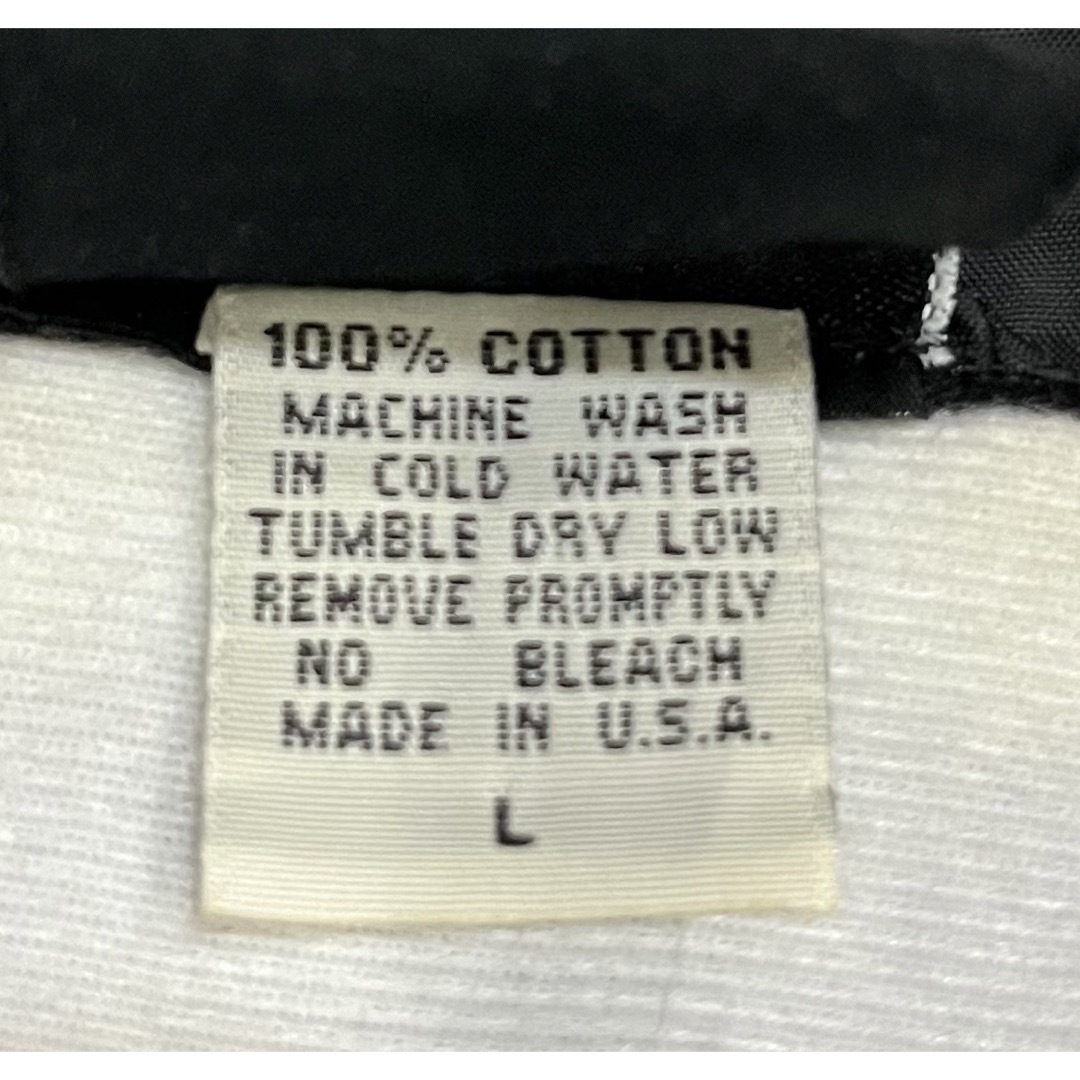 100% COTTON
MACHINE WASH
IN COLD WATER
TUMBLE DRY LOW
REMOVE PROMPTLY
NO BLEACH
MADE IN U.S.A.
L